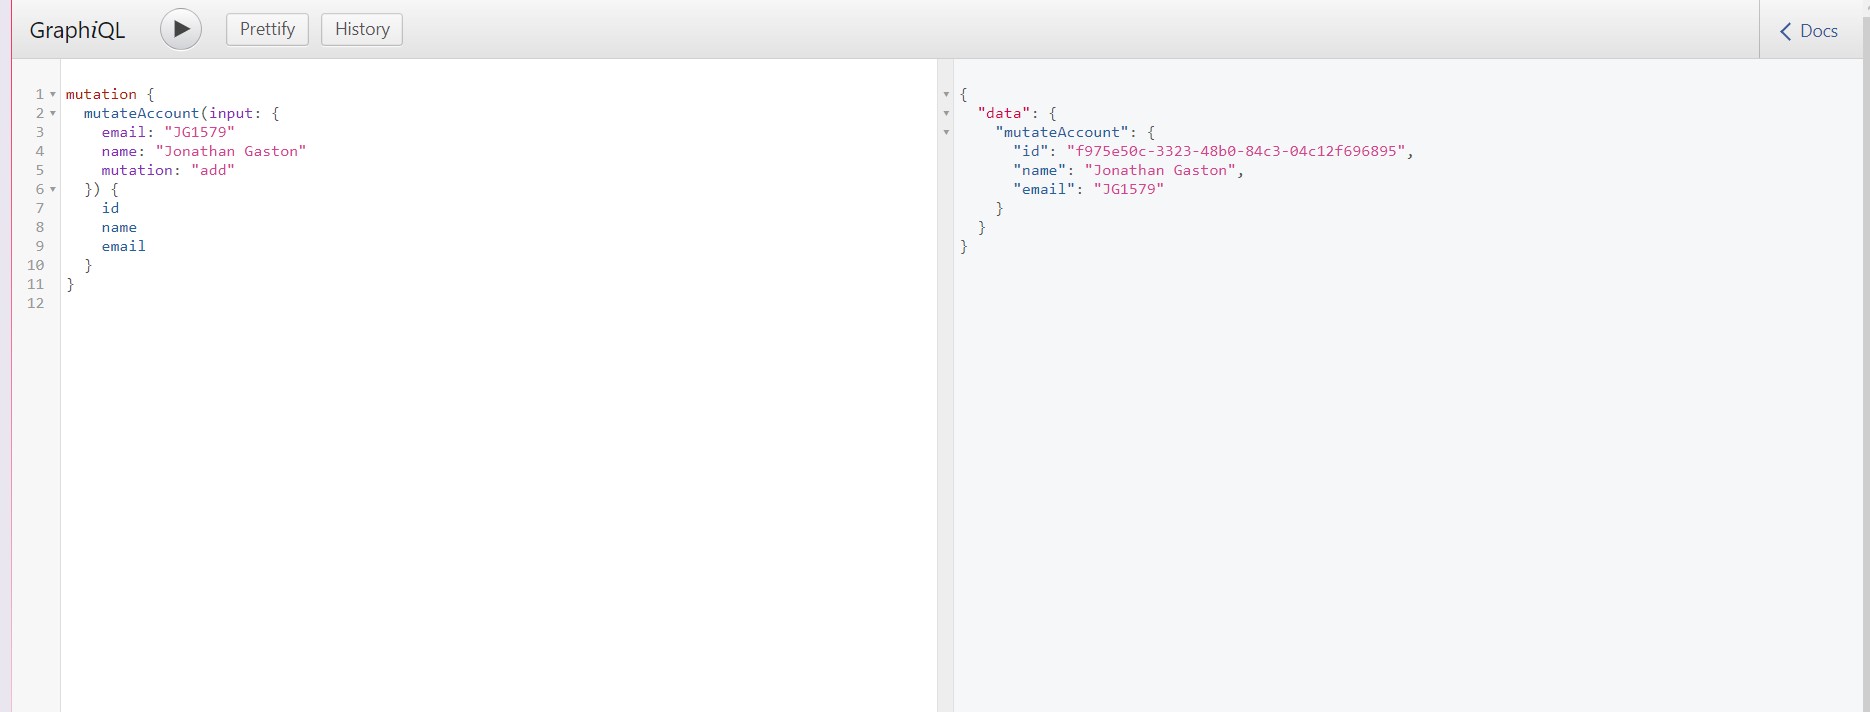 GraphiQL Prettify History Docs
1 mutation {
2 mutateAccount(input: {
3 email: "JG1579"
4 name: "Jonathan Gaston"
5 mutation: "add"
6 }) {
7 id
8 name
9 email
10 }
11 }
12
{
"data": {
"mutateAccount": {
"id": "f975e50c-3323-48b0-84c3-04c12f696895",
"name": "Jonathan Gaston",
"email": "JG1579"
}
}
}